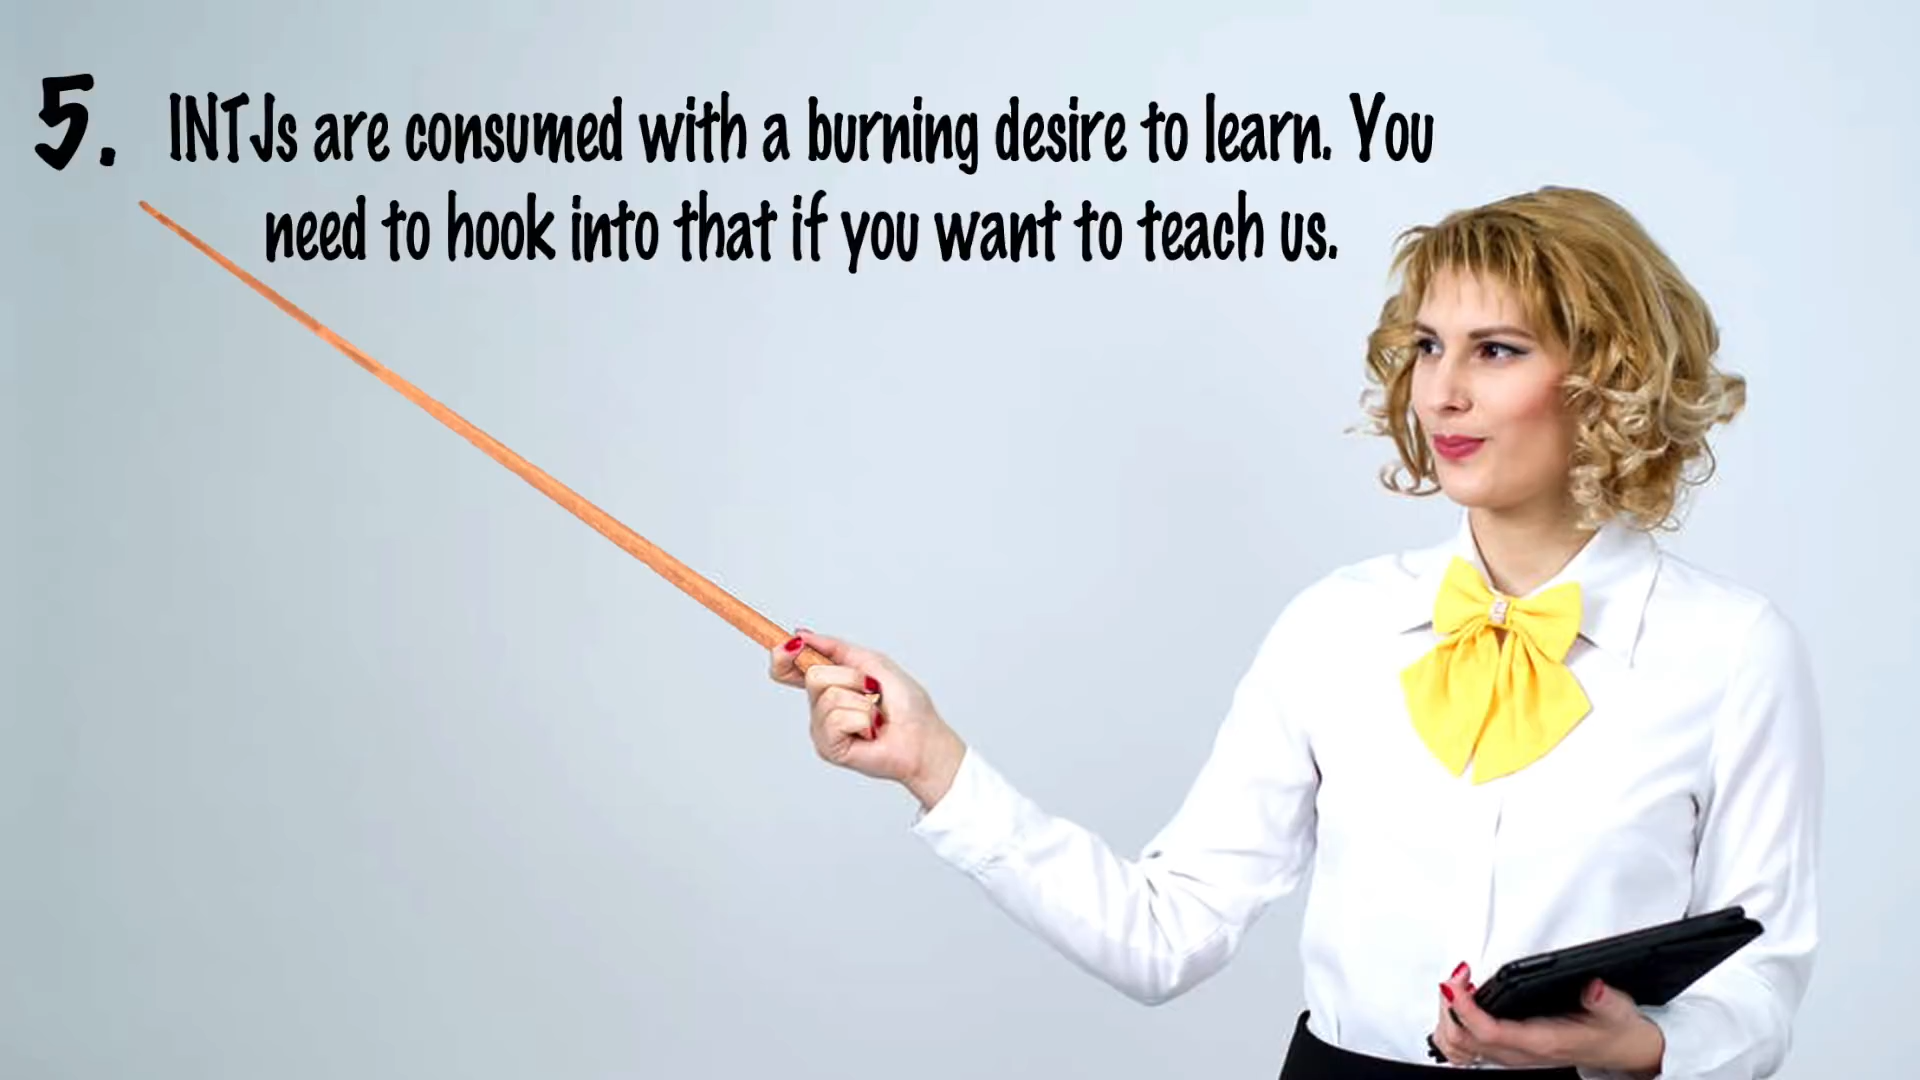 5. INTJs are consumed with a burning desire to learn. You
need to hook into that if you want to teach us.